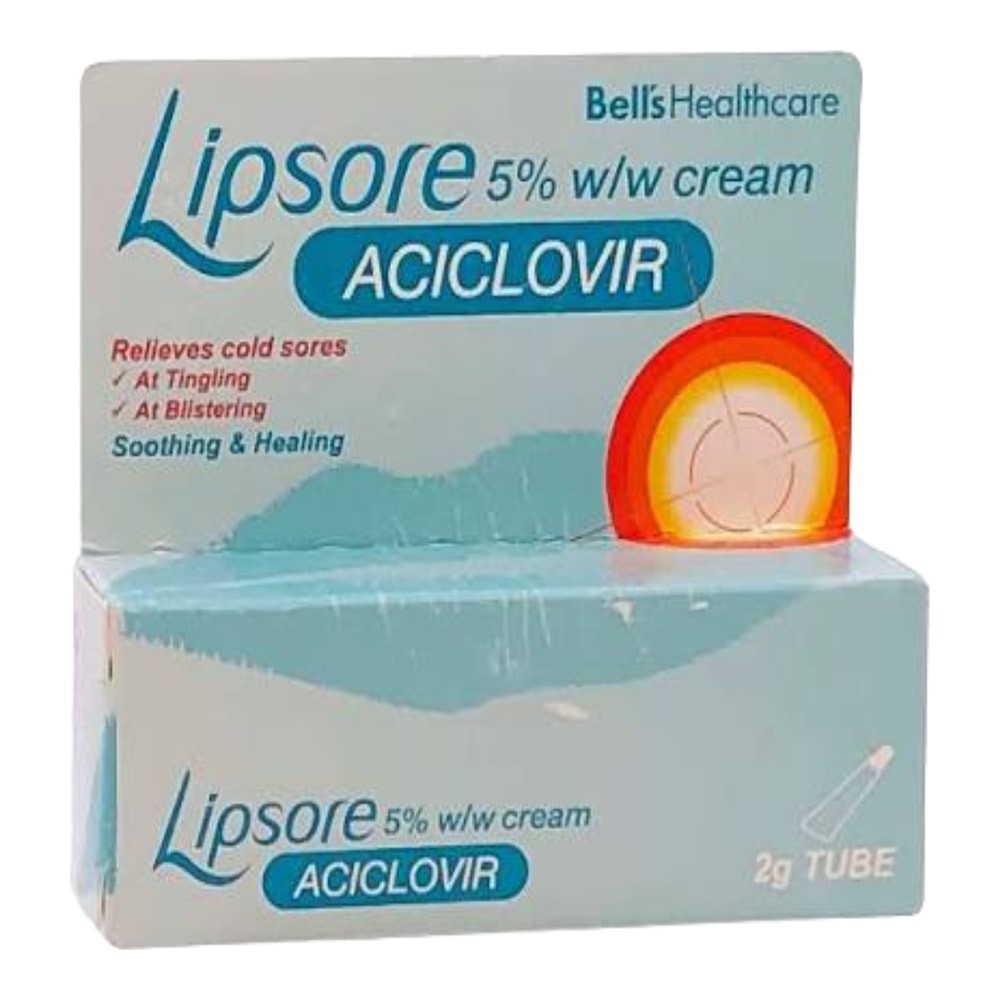 Bell's Healthcare
Lipsore 5% w/w cream
ACICLOVIR
Relieves cold sores
✓ At Tingling
✓ At Blistering
Soothing & Healing
Lipsore 5% w/w cream
ACICLOVIR
2g TUBE